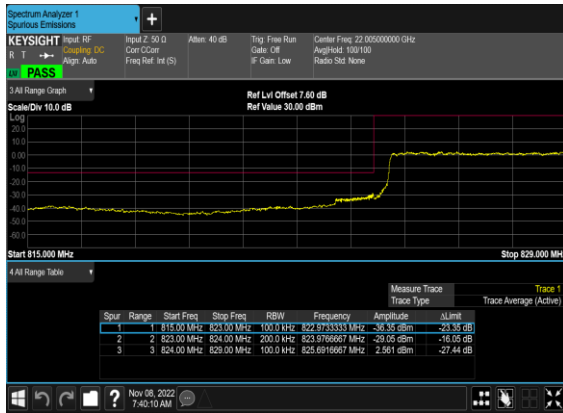 Spectrum Analyzer 1
Spurious Emissions
KEYSIGHT Input: RF Input Z: 50 Ω Atten: 40 dB Trig: Free Run Center Freq: 22.005000000 GHz
R T Coupling: DC Corr CCorr Gate: Off Avg|Hold: 100/100
Align: Auto Freq Ref: Int (S) IF Gain: Low Radio Std: None
PASS
3 All Range Graph
Ref Lvl Offset 7.60 dB
Scale/Div 10.0 dB Ref Value 30.00 dBm
Log
20.0
10.0
0.00
-10.0
-20.0
-30.0
-40.0
-50.0
-60.0
Start 815.000 MHz Stop 829.000 MH
4 All Range Table
Measure Trace Trace 1
Trace Type Trace Average (Active)
Spur Range Start Freq Stop Freq RBW Frequency Amplitude ΔLimit
1 1 815.00 MHz 823.00 MHz 100.0 kHz 822.9733333 MHz -36.35 dBm -23.35 dB
2 2 823.00 MHz 824.00 MHz 200.0 kHz 823.9766667 MHz -29.05 dBm -16.05 dB
3 3 824.00 MHz 829.00 MHz 100.0 kHz 825.6916667 MHz 2.561 dBm -27.44 dB
Nov 08, 2022
7:40:10 AM